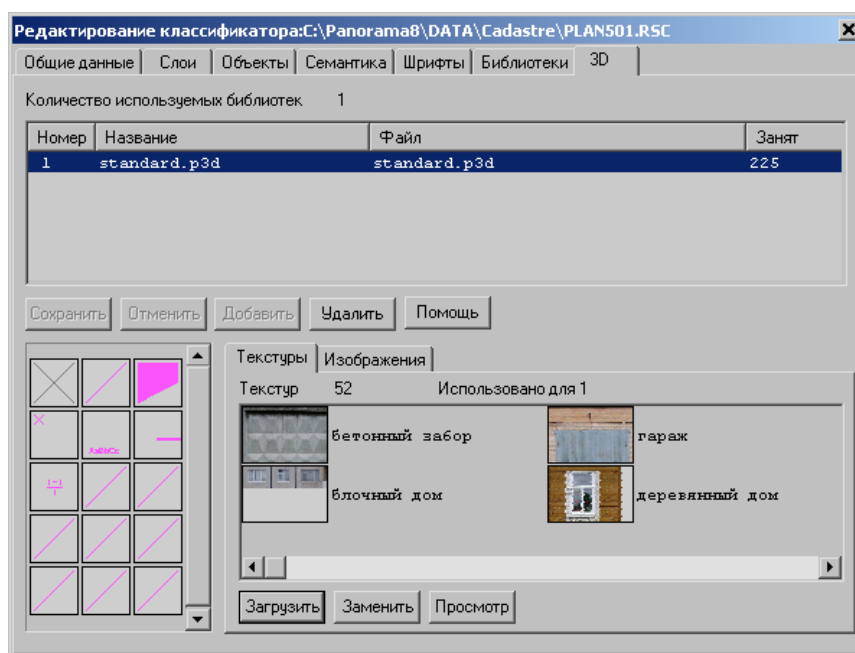 Редактирование классификатора:C:\Panorama8\DATA\Cadastre\PLAN501.RSC
Общие данные Слои Объекты Семантика Шрифты Библиотеки 3D
Количество используемых библиотек 1
Номер Название Файл Занят
1 standard.p3d standard.p3d 225
Сохранить Отменить Добавить Удалить Помощь
Текстуры Изображения
Текстур 52 Использовано для 1
бетонный забор гараж
блочный дом деревянный дом
Загрузить Заменить Просмотр